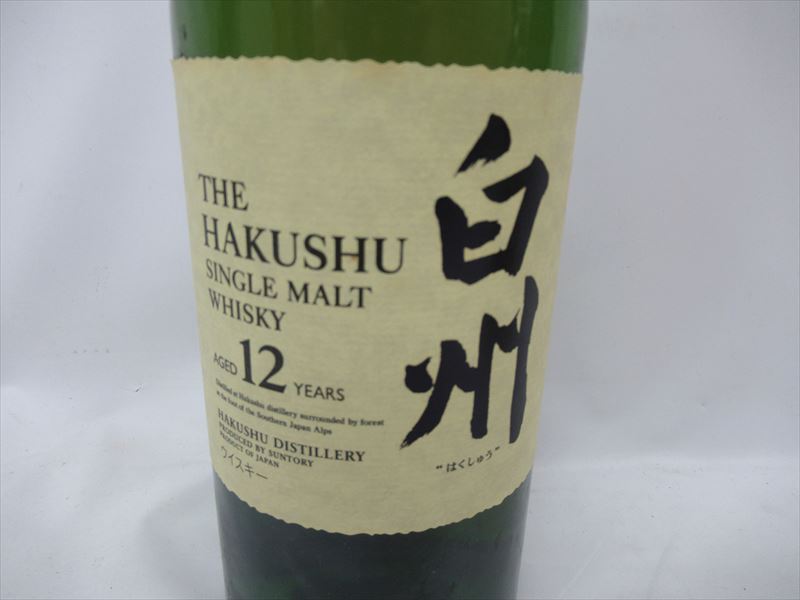 THE
HAKUSHU
SINGLE MALT
WHISKY
AGED 12 YEARS
Distilled at Hakushu distillery surrounded by forest
at the foot of the Southern Japan Alps
HAKUSHU DISTILLERY
PRODUCED BY SUNTORY
PRODUCT OF JAPAN
ウイスキー
白州
"はくしゅう"